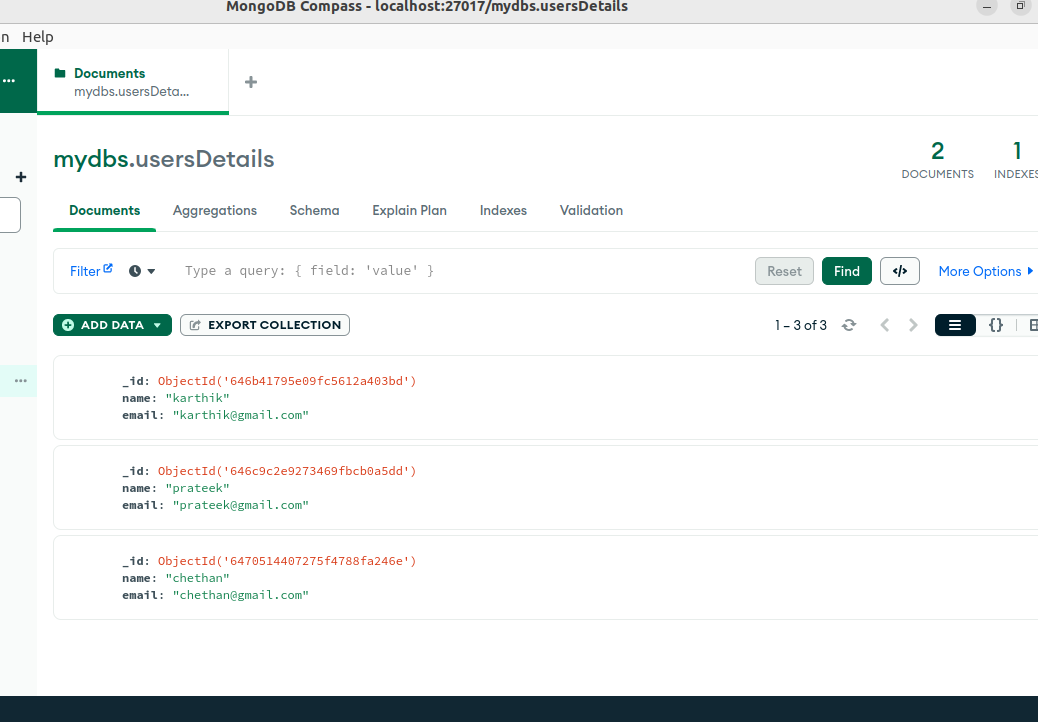 MongoDB Compass - localhost:27017/mydbs.usersDetails
n Help
Documents
mydbs.usersDeta...
mydbs.usersDetails
2
DOCUMENTS
1
INDEXES
Documents Aggregations Schema Explain Plan Indexes Validation
Filter Type a query: { field: 'value' } Reset Find </> More Options
ADD DATA EXPORT COLLECTION 1 – 3 of 3 {}
_id: ObjectId('646b41795e09fc5612a403bd')
name: "karthik"
email: "karthik@gmail.com"
_id: ObjectId('646c9c2e9273469fbcb0a5dd')
name: "prateek"
email: "prateek@gmail.com"
_id: ObjectId('6470514407275f4788fa246e')
name: "chethan"
email: "chethan@gmail.com"